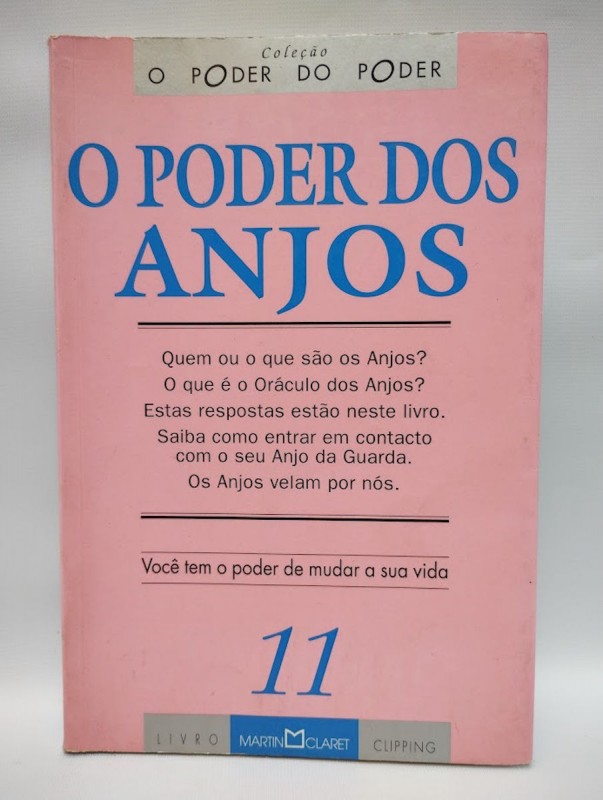 Coleção
O PODER DO PODER
O PODER DOS
ANJOS
Quem ou o que são os Anjos?
O que é o Oráculo dos Anjos?
Estas respostas estão neste livro.
Saiba como entrar em contacto
com o seu Anjo da Guarda.
Os Anjos velam por nós.
Você tem o poder de mudar a sua vida
11
LIVRO MARTIN CLARET CLIPPING